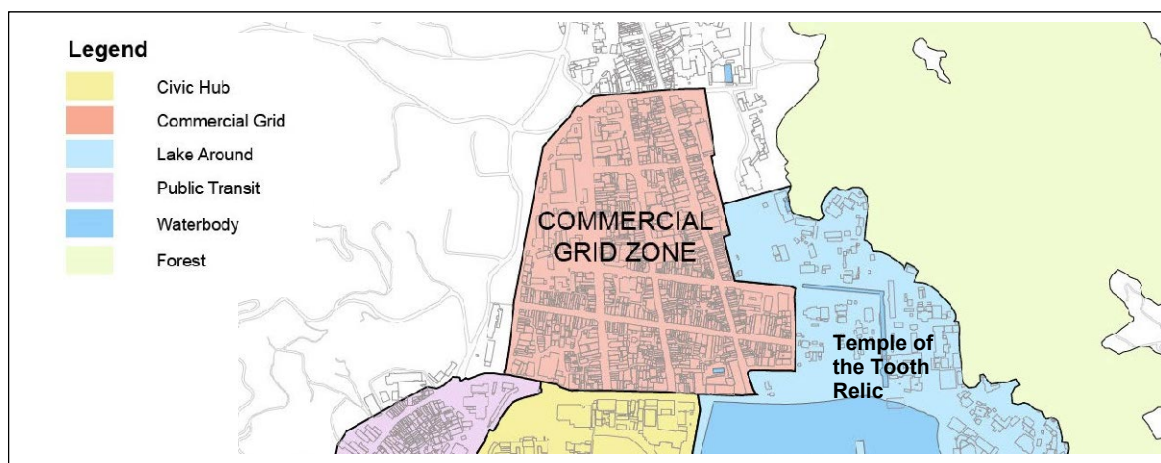 Legend
Civic Hub
Commercial Grid
Lake Around
Public Transit
Waterbody
Forest
COMMERCIAL
GRID ZONE
Temple of
the Tooth
Relic